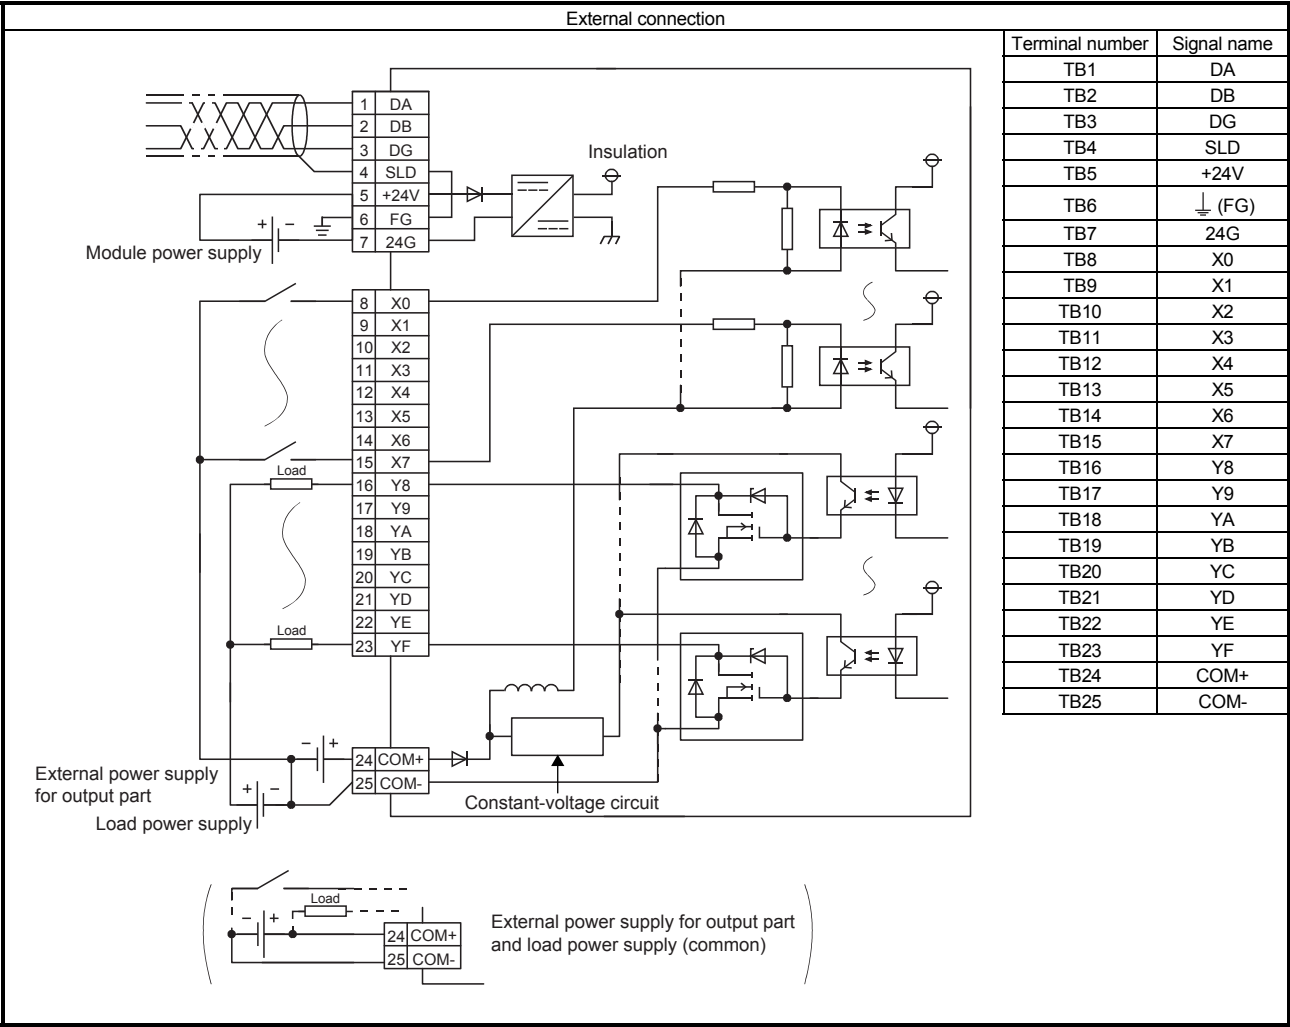 External connection
Terminal number Signal name
TB1 DA
TB2 DB
TB3 DG
TB4 SLD
TB5 +24V
TB6 ⏚ (FG)
TB7 24G
TB8 X0
TB9 X1
TB10 X2
TB11 X3
TB12 X4
TB13 X5
TB14 X6
TB15 X7
TB16 Y8
TB17 Y9
TB18 YA
TB19 YB
TB20 YC
TB21 YD
TB22 YE
TB23 YF
TB24 COM+
TB25 COM-
1 DA
2 DB
3 DG
4 SLD
5 +24V
6 FG
7 24G
Insulation
+ −
Module power supply
8 X0
9 X1
10 X2
11 X3
12 X4
13 X5
14 X6
15 X7
16 Y8
17 Y9
18 YA
19 YB
20 YC
21 YD
22 YE
23 YF
Load
Load
− +
24 COM+
25 COM-
External power supply
for output part
+ −
Load power supply
Constant-voltage circuit
Load
− +
24 COM+
25 COM-
External power supply for output part
and load power supply (common)